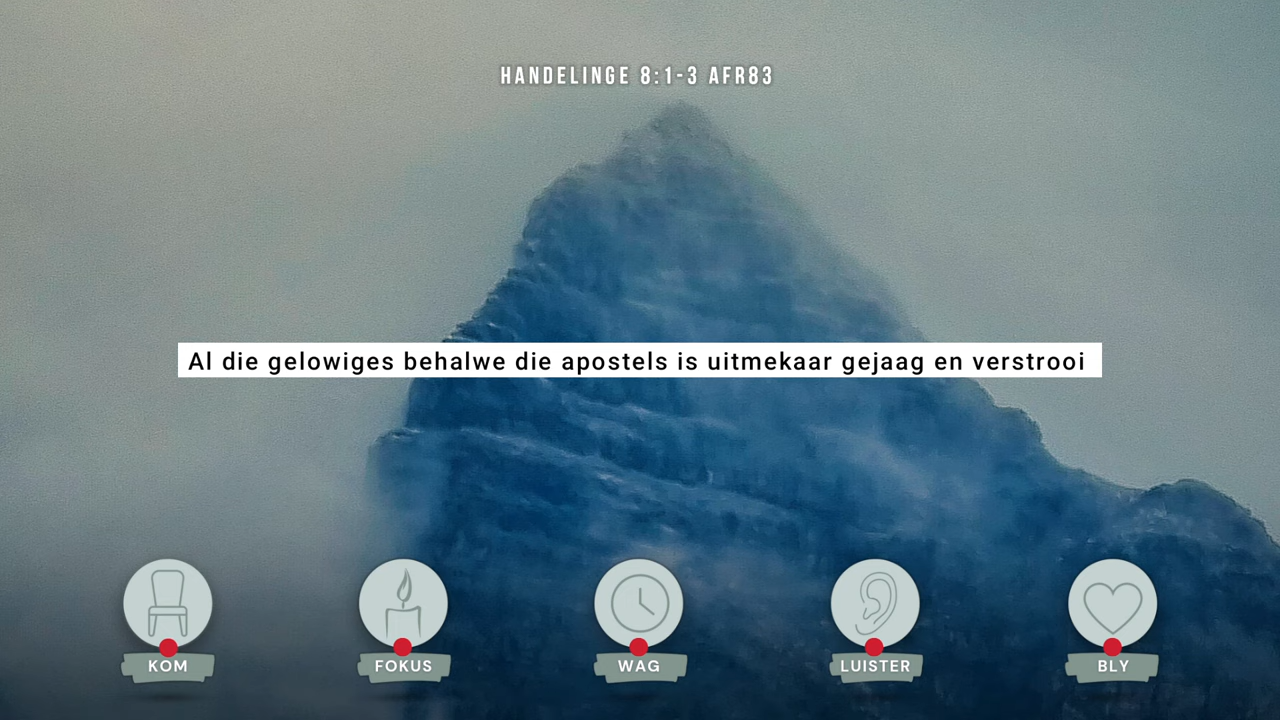 HANDELINGE 8:1-3 AFR83
Al die gelowiges behalwe die apostels is uitmekaar gejaag en verstrooi
KOM
FOKUS
WAG
LUISTER
BLY